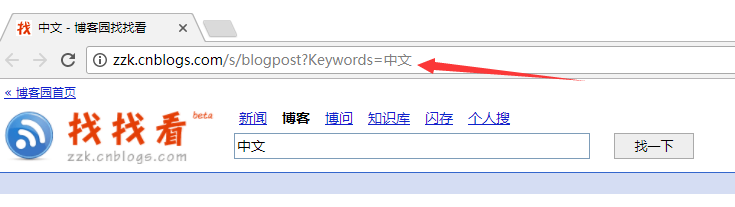 找 中文 - 博客园找找看
zzk.cnblogs.com/s/blogpost?Keywords=中文
« 博客园首页
找找看 beta
zzk.cnblogs.com
新闻 博客 博问 知识库 闪存 个人搜
中文 找一下